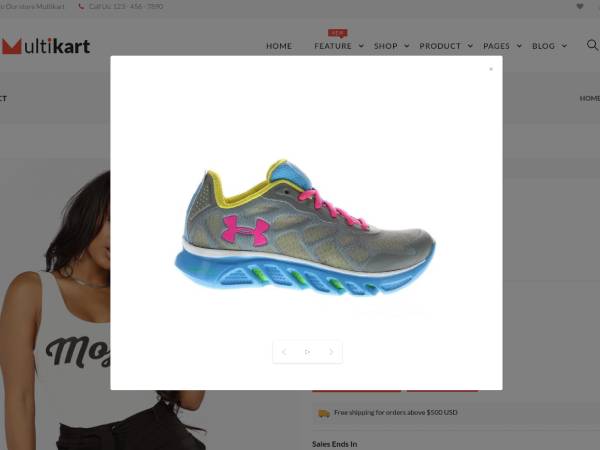 o Our store Multikart
Call Us: 123 - 456 - 7890
Multikart
HOME
NEW
FEATURE
SHOP
PRODUCT
PAGES
BLOG
CT
HOME
Mos
Free shipping for orders above $500 USD
Sales Ends In